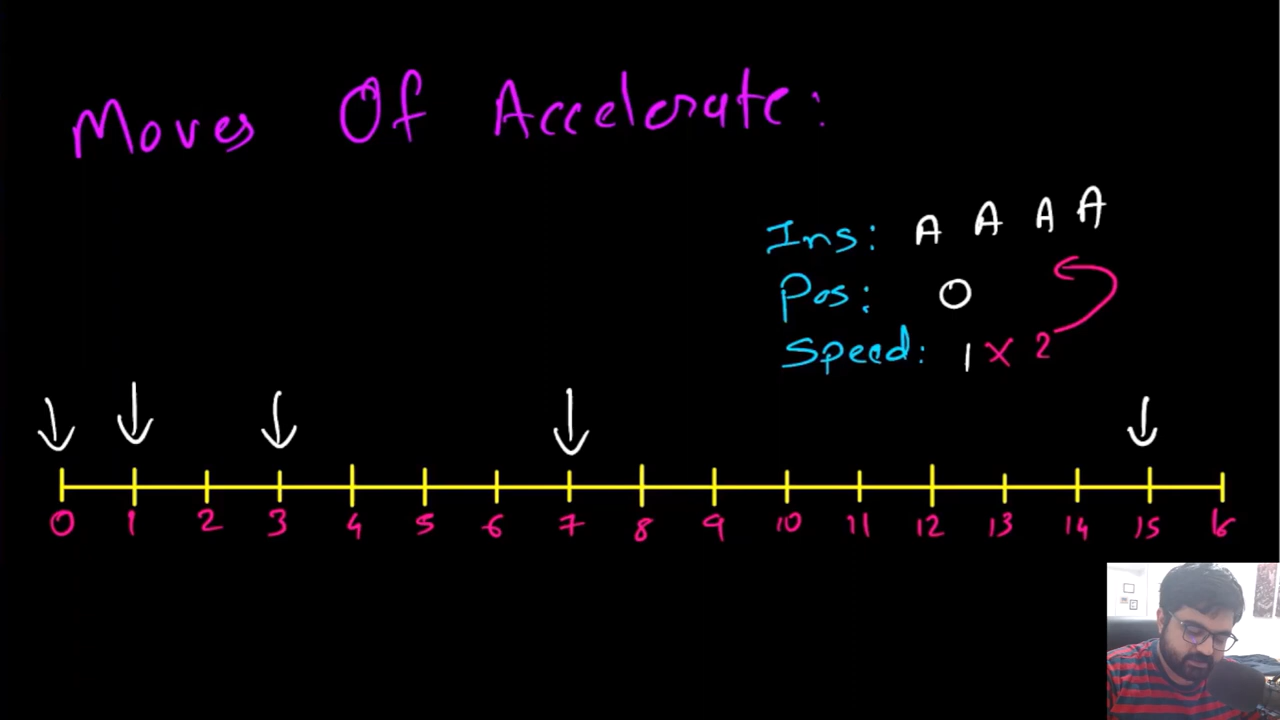 Moves Of Accelerate:
Ins: A A A A
Pos: 0
Speed: 1 x 2
0 1 2 3 4 5 6 7 8 9 10 11 12 13 14 15 16